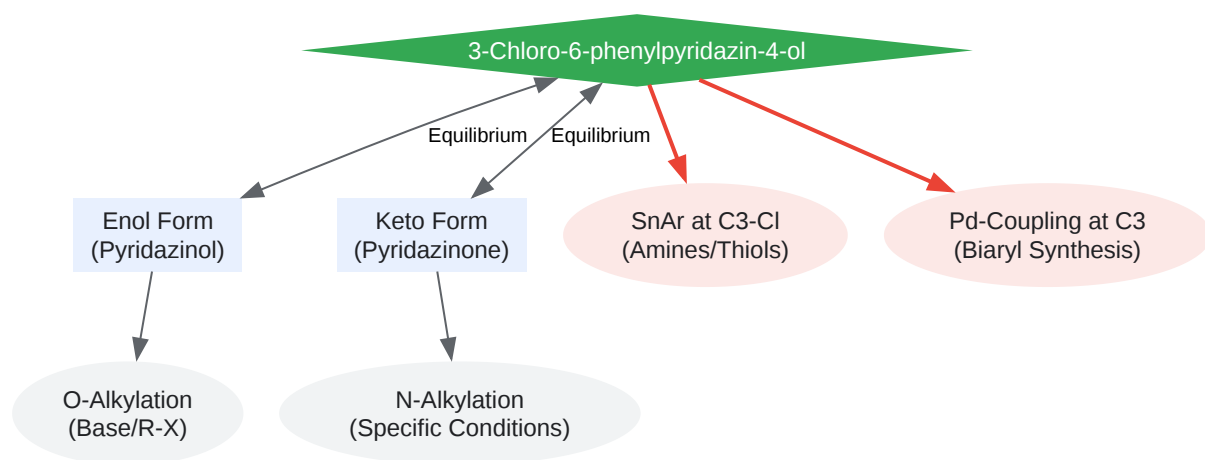 3-Chloro-6-phenylpyridazin-4-ol
Equilibrium
Equilibrium
Enol Form
(Pyridazinol)
Keto Form
(Pyridazinone)
SnAr at C3-Cl
(Amines/Thiols)
Pd-Coupling at C3
(Biaryl Synthesis)
O-Alkylation
(Base/R-X)
N-Alkylation
(Specific Conditions)